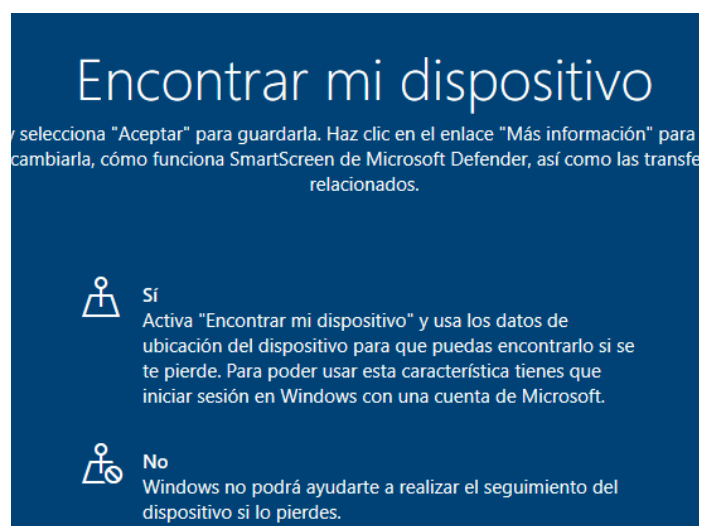 Encontrar mi dispositivo
y selecciona "Aceptar" para guardarla. Haz clic en el enlace "Más información" para
cambiarla, cómo funciona SmartScreen de Microsoft Defender, así como las transfe
relacionados.
Sí
Activa "Encontrar mi dispositivo" y usa los datos de
ubicación del dispositivo para que puedas encontrarlo si se
te pierde. Para poder usar esta característica tienes que
iniciar sesión en Windows con una cuenta de Microsoft.
No
Windows no podrá ayudarte a realizar el seguimiento del
dispositivo si lo pierdes.